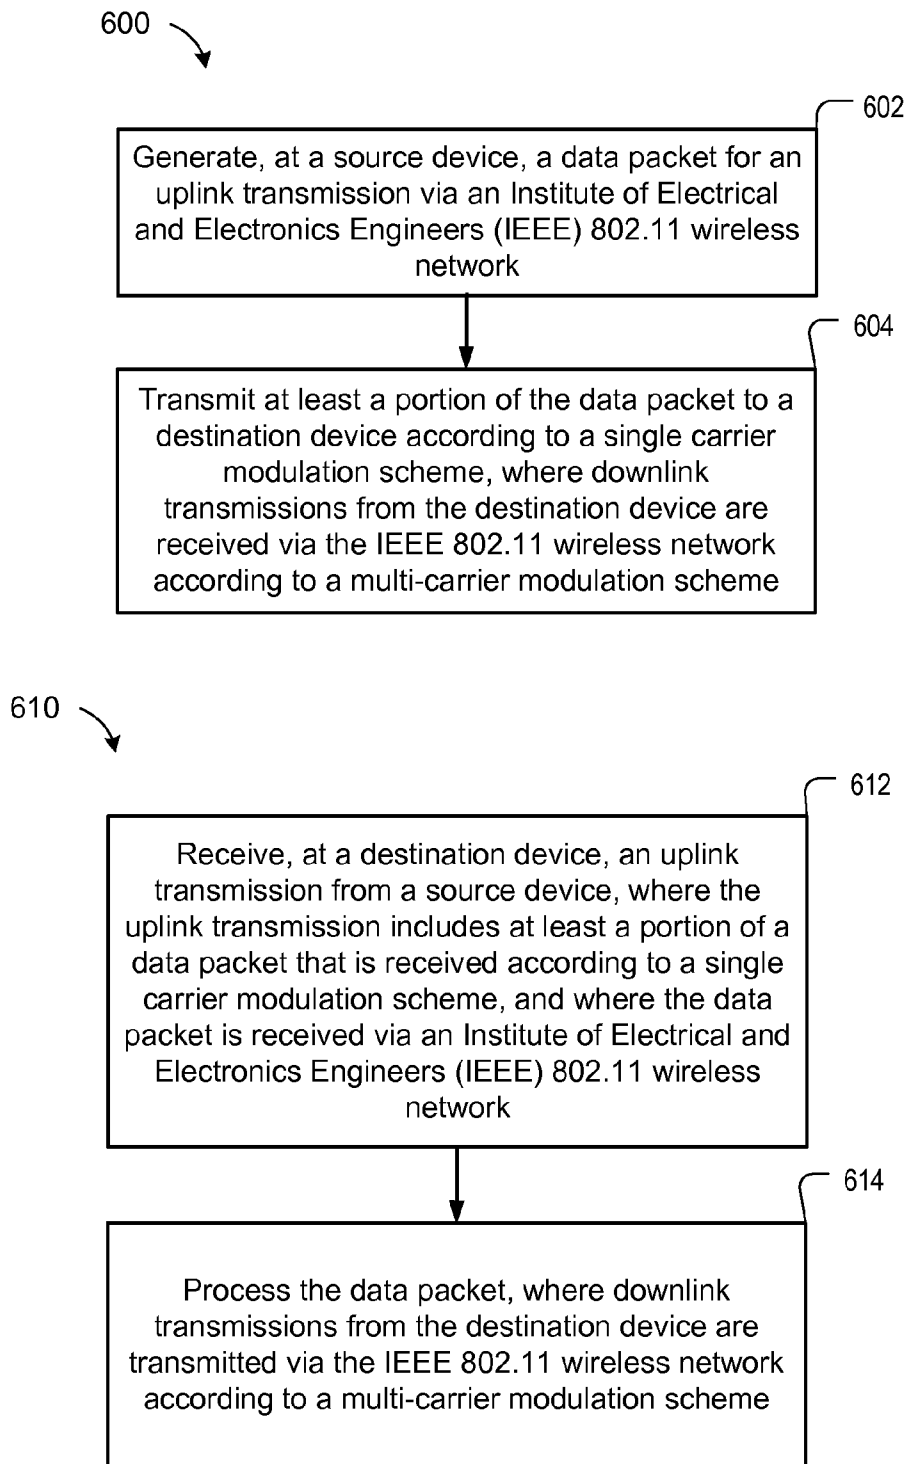 600
602
Generate, at a source device, a data packet for an
uplink transmission via an Institute of Electrical
and Electronics Engineers (IEEE) 802.11 wireless
network
604
Transmit at least a portion of the data packet to a
destination device according to a single carrier
modulation scheme, where downlink
transmissions from the destination device are
received via the IEEE 802.11 wireless network
according to a multi-carrier modulation scheme
610
612
Receive, at a destination device, an uplink
transmission from a source device, where the
uplink transmission includes at least a portion of a
data packet that is received according to a single
carrier modulation scheme, and where the data
packet is received via an Institute of Electrical and
Electronics Engineers (IEEE) 802.11 wireless
network
614
Process the data packet, where downlink
transmissions from the destination device are
transmitted via the IEEE 802.11 wireless network
according to a multi-carrier modulation scheme